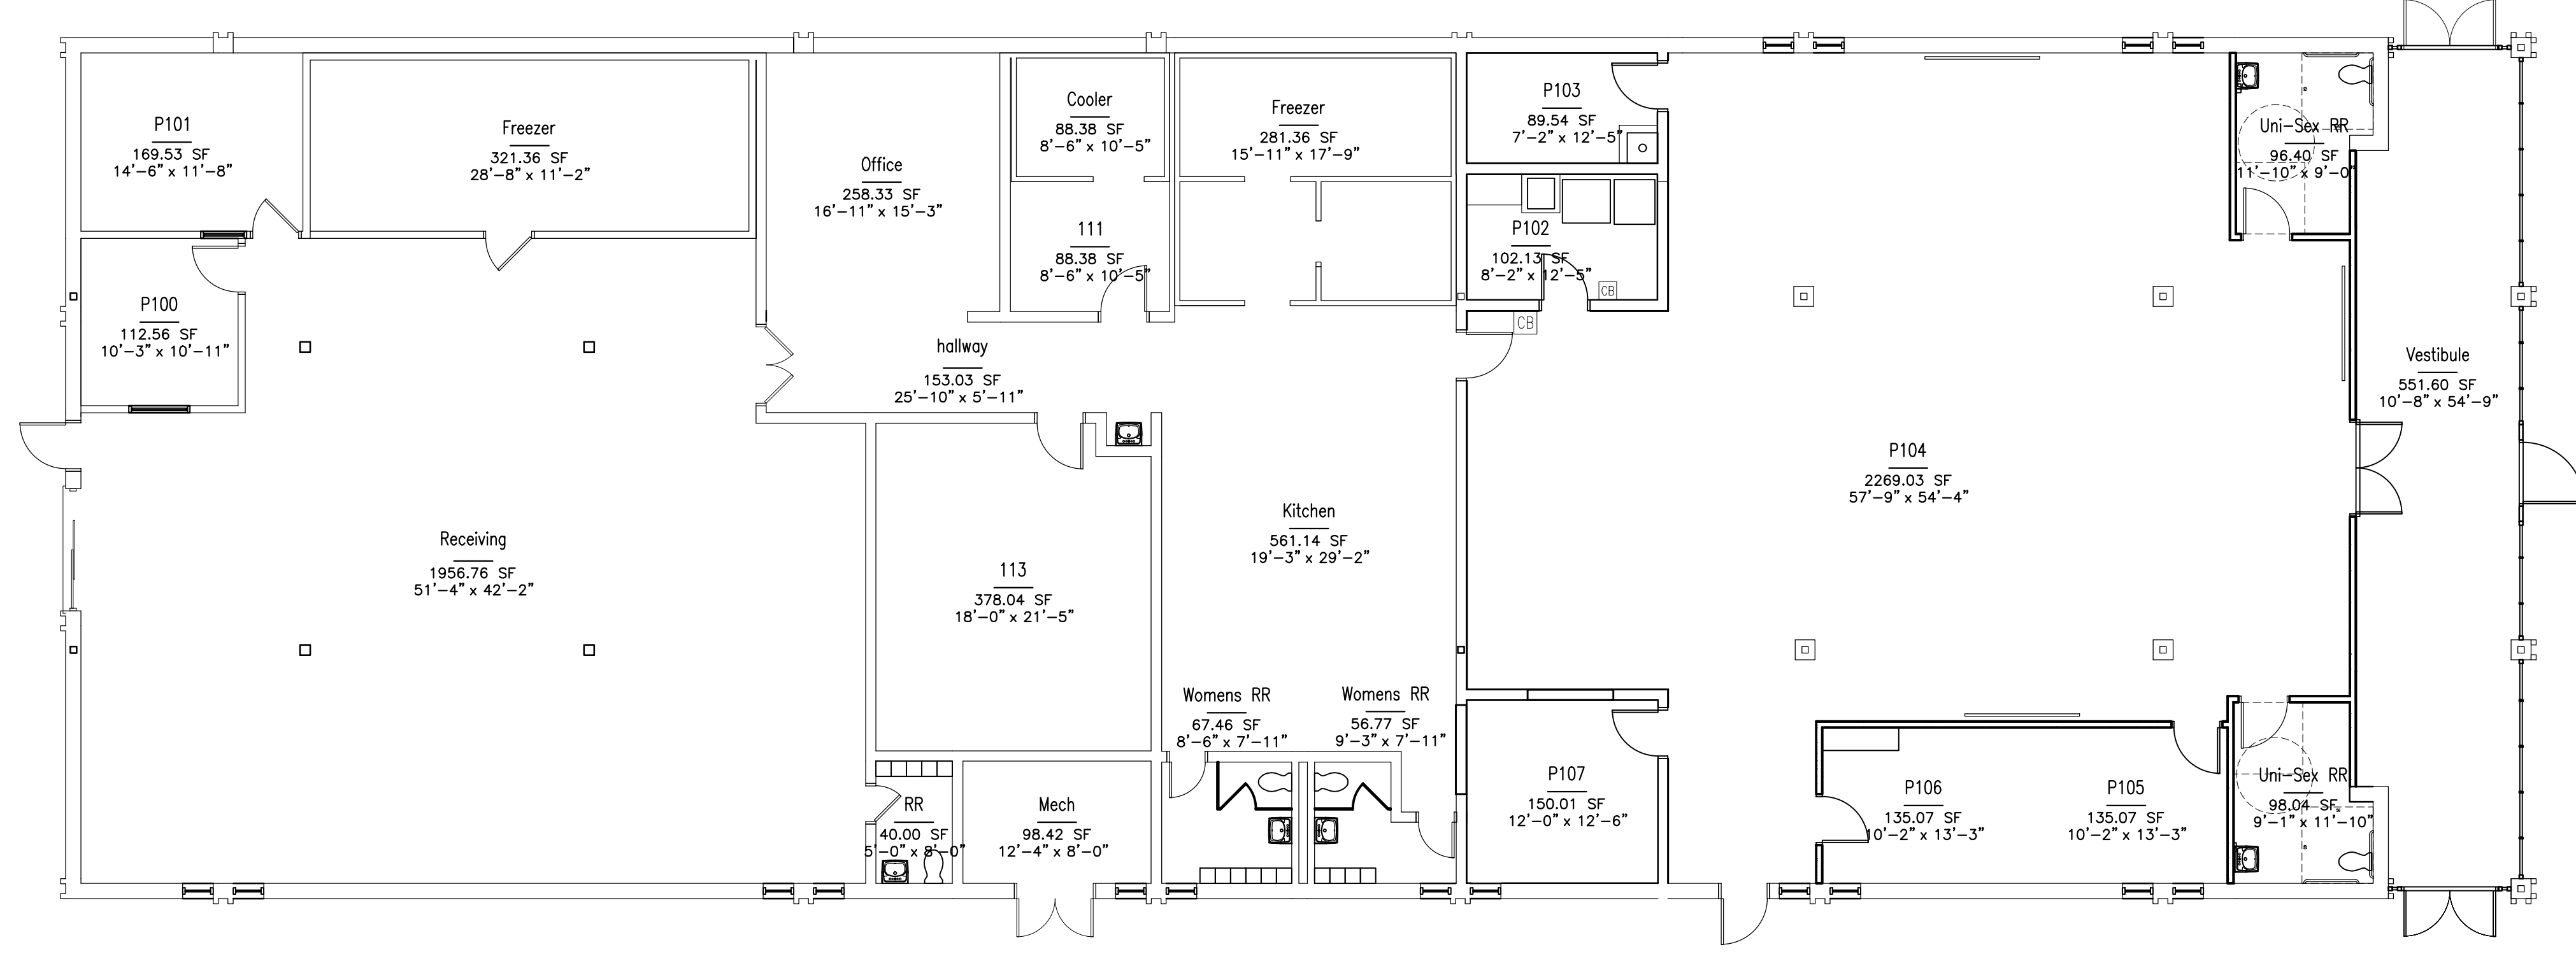 P101
169.53 SF
14'-6" x 11'-8"
Freezer
321.36 SF
28'-8" x 11'-2"
Office
258.33 SF
16'-11" x 15'-3"
Cooler
88.38 SF
8'-6" x 10'-5"
111
88.38 SF
8'-6" x 10'-5"
Freezer
281.36 SF
15'-11" x 17'-9"
P103
89.54 SF
7'-2" x 12'-5"
P102
102.13 SF
8'-2" x 12'-5"
CB
CB
Uni-Sex RR
96.40 SF
11'-10" x 9'-0"
P100
112.56 SF
10'-3" x 10'-11"
hallway
153.03 SF
25'-10" x 5'-11"
Vestibule
551.60 SF
10'-8" x 54'-9"
P104
2269.03 SF
57'-9" x 54'-4"
Receiving
1956.76 SF
51'-4" x 42'-2"
113
378.04 SF
18'-0" x 21'-5"
Kitchen
561.14 SF
19'-3" x 29'-2"
Womens RR
67.46 SF
8'-6" x 7'-11"
Womens RR
56.77 SF
9'-3" x 7'-11"
RR
40.00 SF
5'-0" x 8'-0"
Mech
98.42 SF
12'-4" x 8'-0"
P107
150.01 SF
12'-0" x 12'-6"
P106
135.07 SF
10'-2" x 13'-3"
P105
135.07 SF
10'-2" x 13'-3"
Uni-Sex RR
98.04 SF
9'-1" x 11'-10"